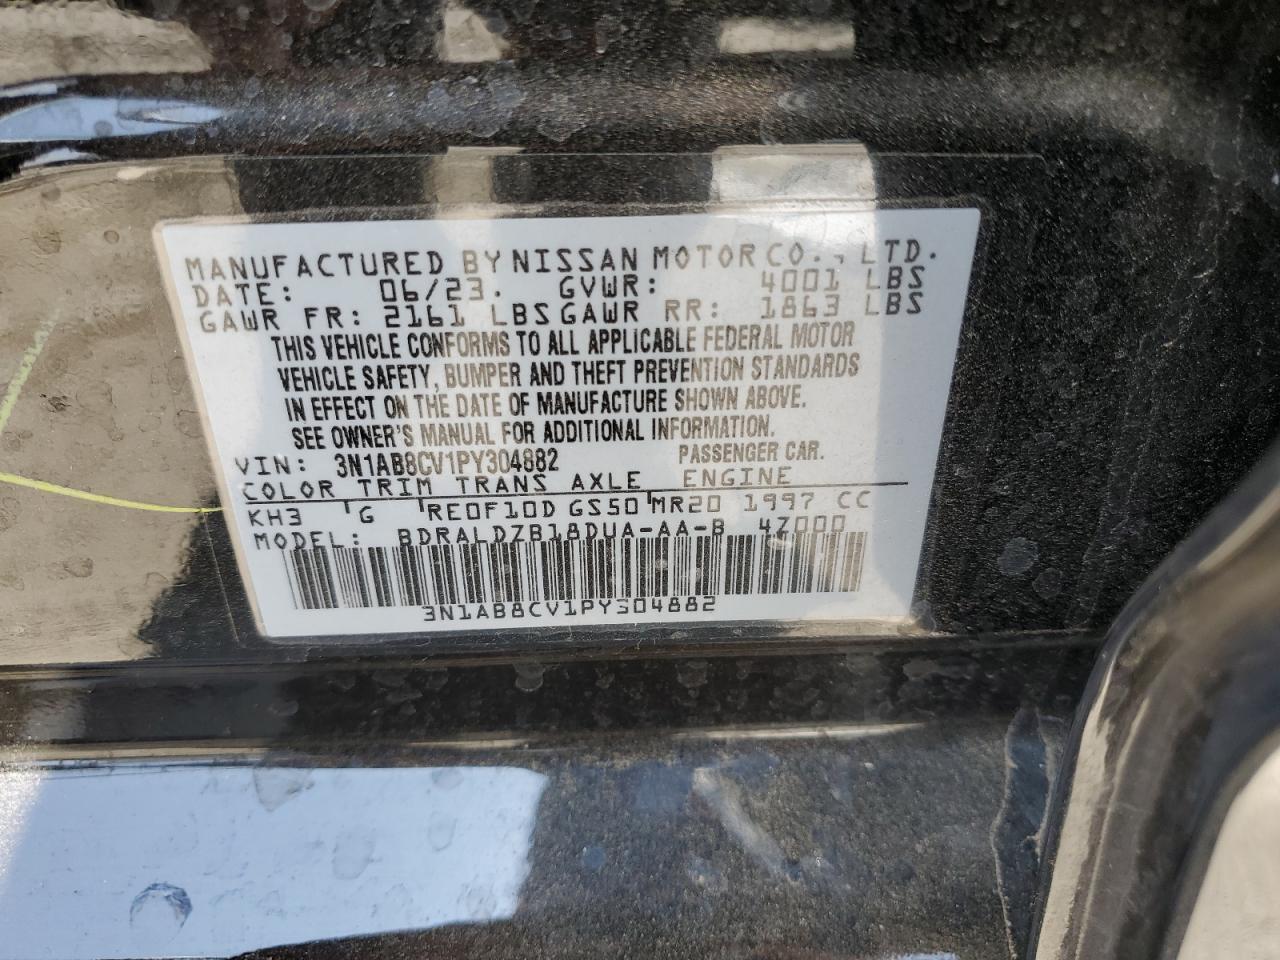 MANUFACTURED BY NISSAN MOTOR CO., LTD.
DATE: 06/23. GVWR: 4001 LBS
GAWR FR: 2161 LBS GAWR RR: 1863 LBS
THIS VEHICLE CONFORMS TO ALL APPLICABLE FEDERAL MOTOR
VEHICLE SAFETY, BUMPER AND THEFT PREVENTION STANDARDS
IN EFFECT ON THE DATE OF MANUFACTURE SHOWN ABOVE.
SEE OWNER'S MANUAL FOR ADDITIONAL INFORMATION.
VIN: 3N1AB8CV1PY304882 PASSENGER CAR.
COLOR TRIM TRANS AXLE ENGINE
KH3 G RE0F10D GS50 MR20 1997 CC
MODEL: BDRALDZB18DUA-AA-B 4Z000
3N1AB8CV1PY304882